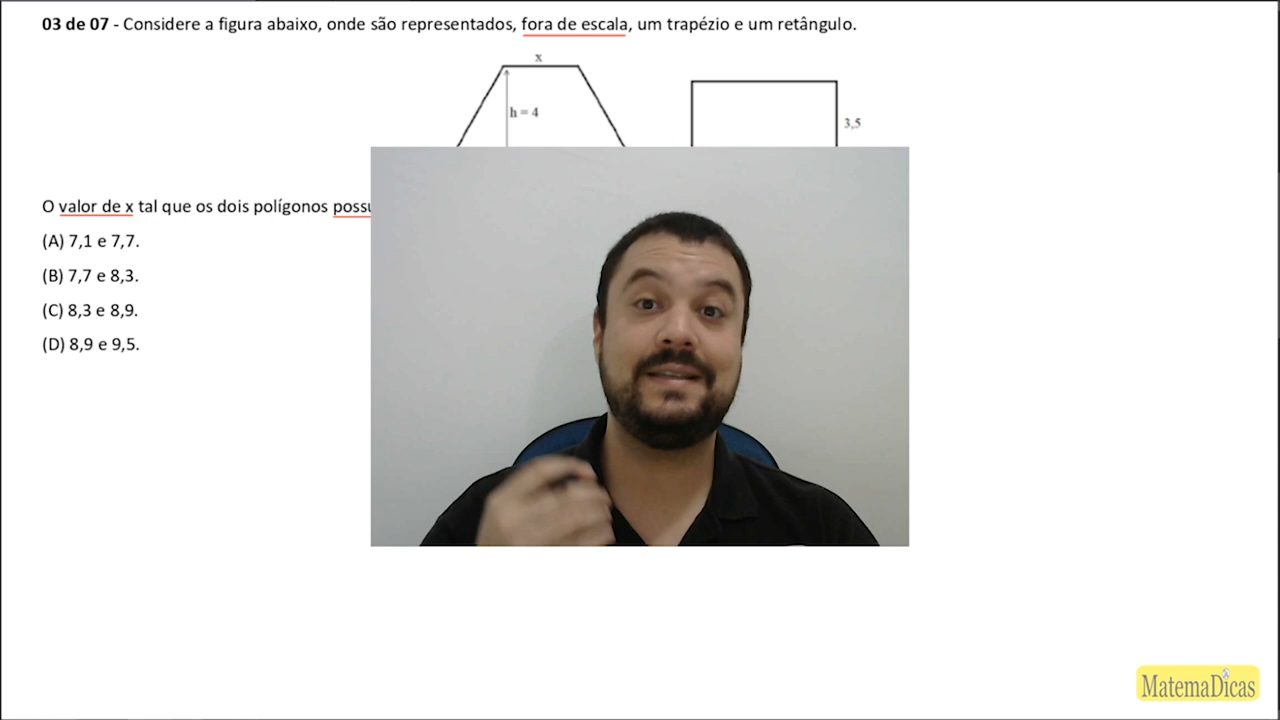 03 de 07 - Considere a figura abaixo, onde são representados, fora de escala, um trapézio e um retângulo.
x
h = 4
3,5
O valor de x tal que os dois polígonos
(A) 7,1 e 7,7.
(B) 7,7 e 8,3.
(C) 8,3 e 8,9.
(D) 8,9 e 9,5.
MatemaDicas